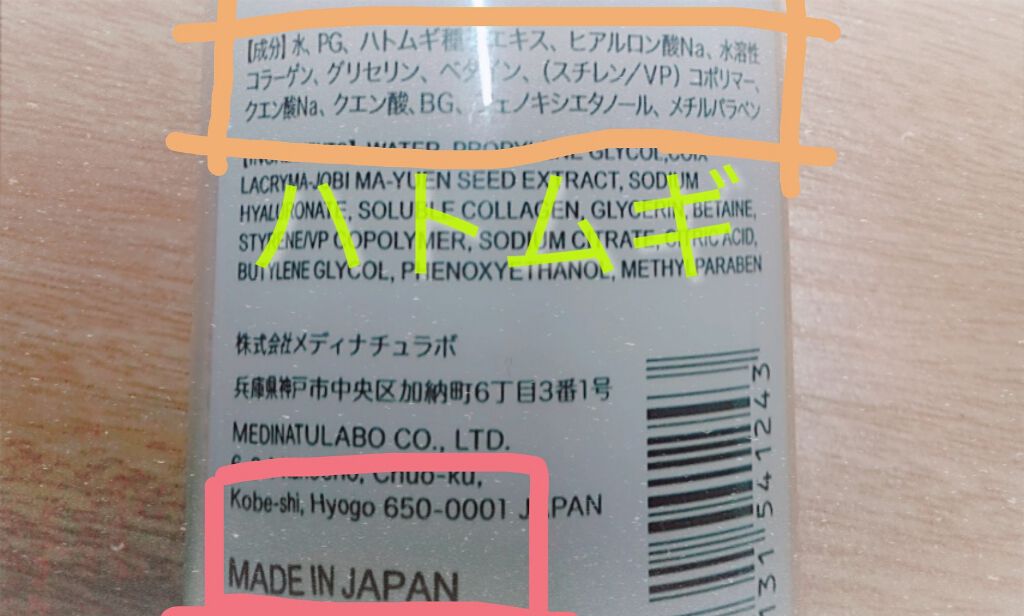 【成分】水、PG、ハトムギ種子エキス、ヒアルロン酸Na、水溶性
コラーゲン、グリセリン、ベタイン、(スチレン/VP)コポリマー、
クエン酸Na、クエン酸、BG、フェノキシエタノール、メチルパラベン
【INGREDIENTS】WATER, PROPYLENE GLYCOL,COIX
LACRYMA-JOBI MA-YUEN SEED EXTRACT, SODIUM
HYALURONATE, SOLUBLE COLLAGEN, GLYCERIN, BETAINE,
STYRENE/VP COPOLYMER, SODIUM CITRATE, CITRIC ACID,
BUTYLENE GLYCOL, PHENOXYETHANOL, METHYLPARABEN
ハトムギ
株式会社メディナチュラボ
兵庫県神戸市中央区加納町6丁目3番1号
MEDINATULABO CO., LTD.
Chuo-ku,
Kobe-shi, Hyogo 650-0001 JAPAN
MADE IN JAPAN
31541243